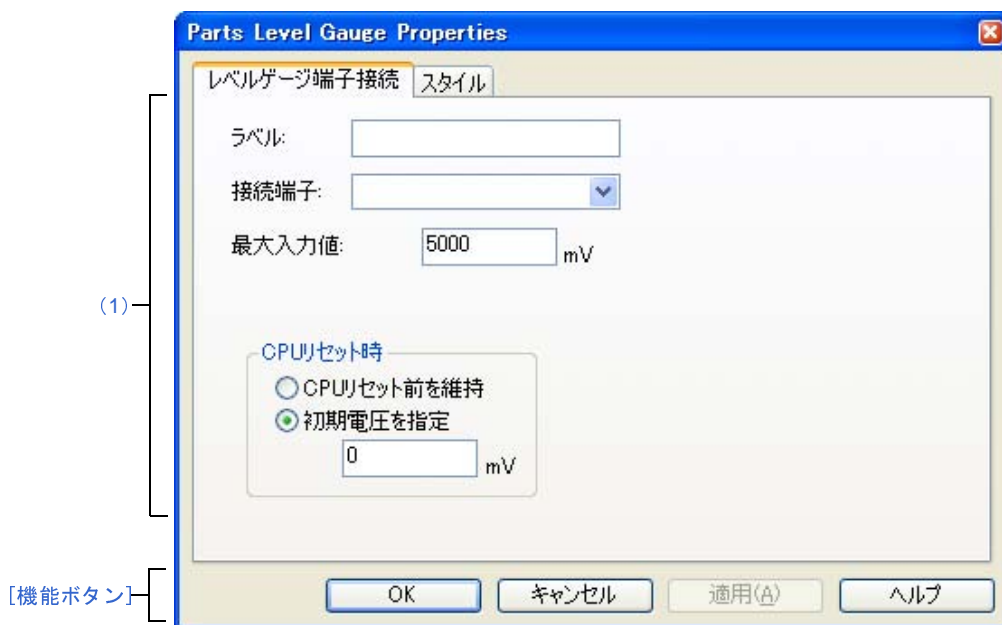 Parts Level Gauge Properties
レベルゲージ端子接続 スタイル
ラベル:
接続端子:
最大入力値: 5000 mV
(1)
CPUリセット時
CPUリセット前を維持
初期電圧を指定
0 mV
[機能ボタン]
OK キャンセル 適用(A) ヘルプ